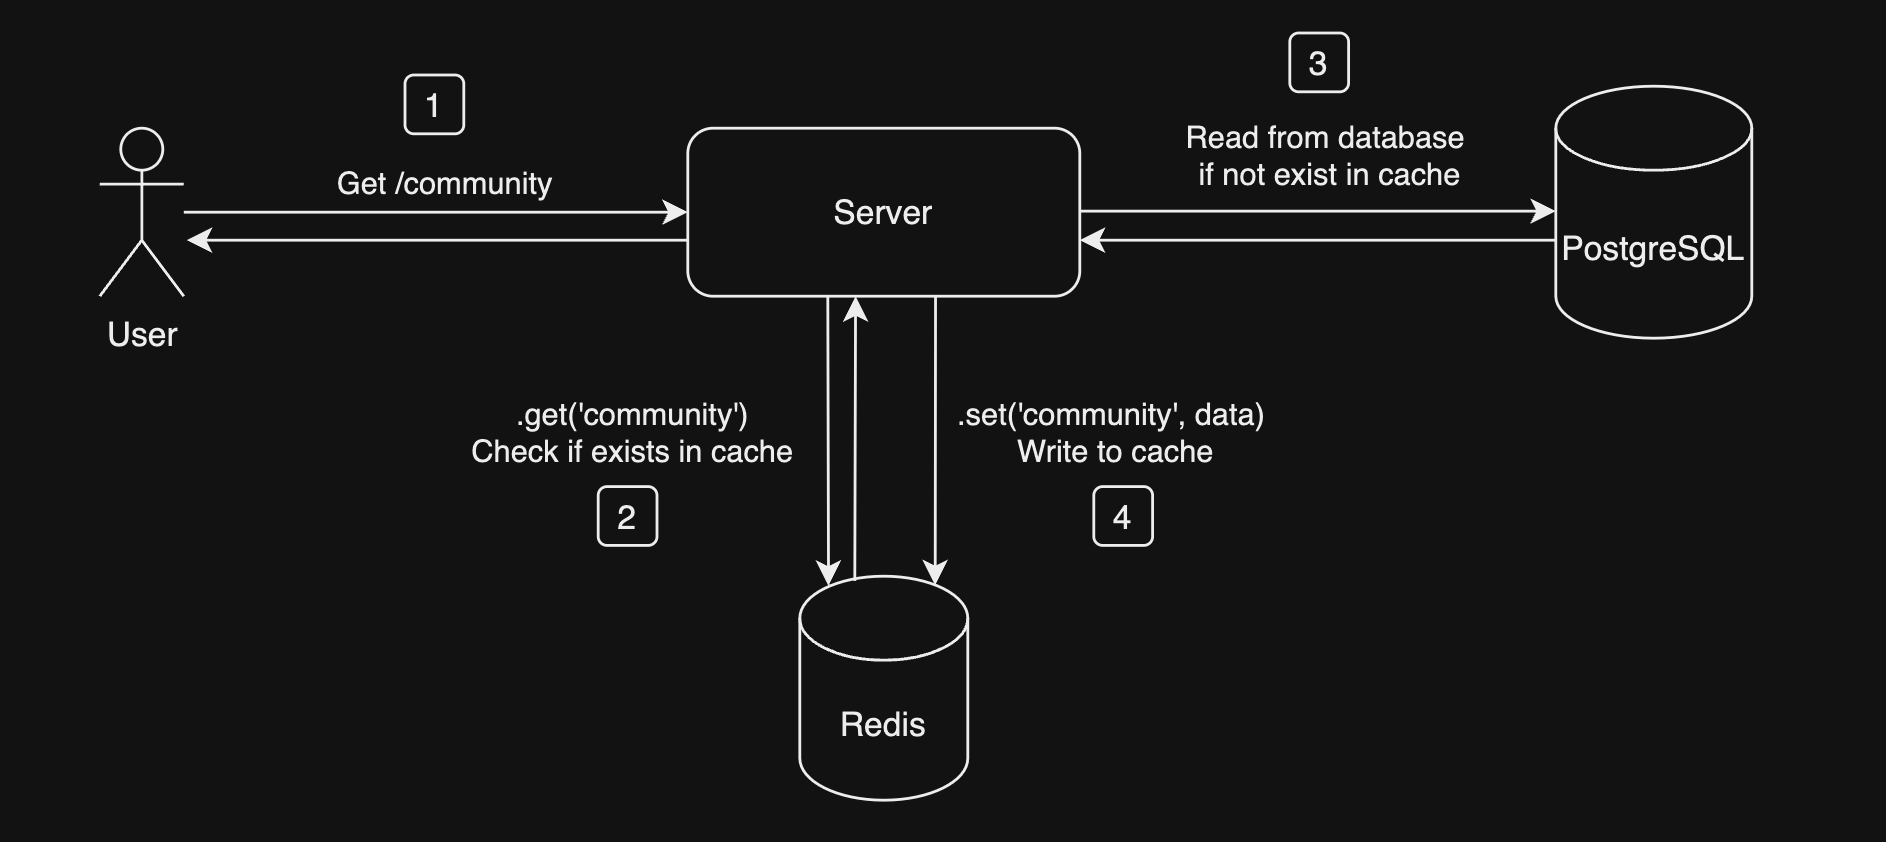 1
Get /community
User
Server
3
Read from database
if not exist in cache
PostgreSQL
.get('community')
Check if exists in cache
2
.set('community', data)
Write to cache
4
Redis